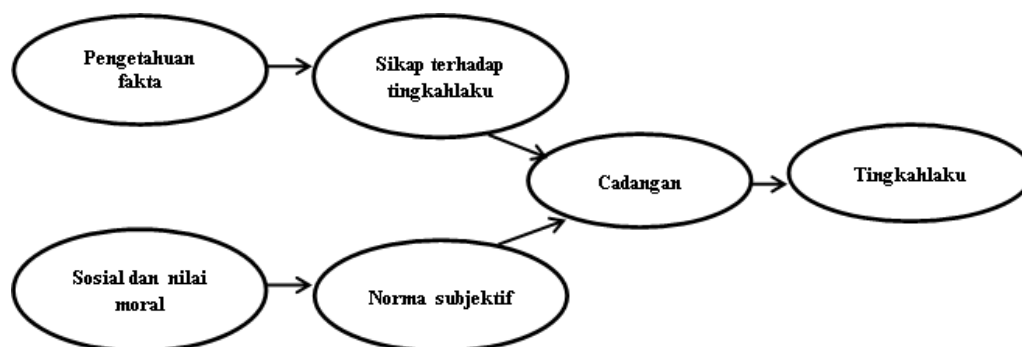 Pengetahuan
fakta
Sikap terhadap
tingkahlaku
Cadangan
Tingkahlaku
Sosial dan nilai
moral
Norma subjektif